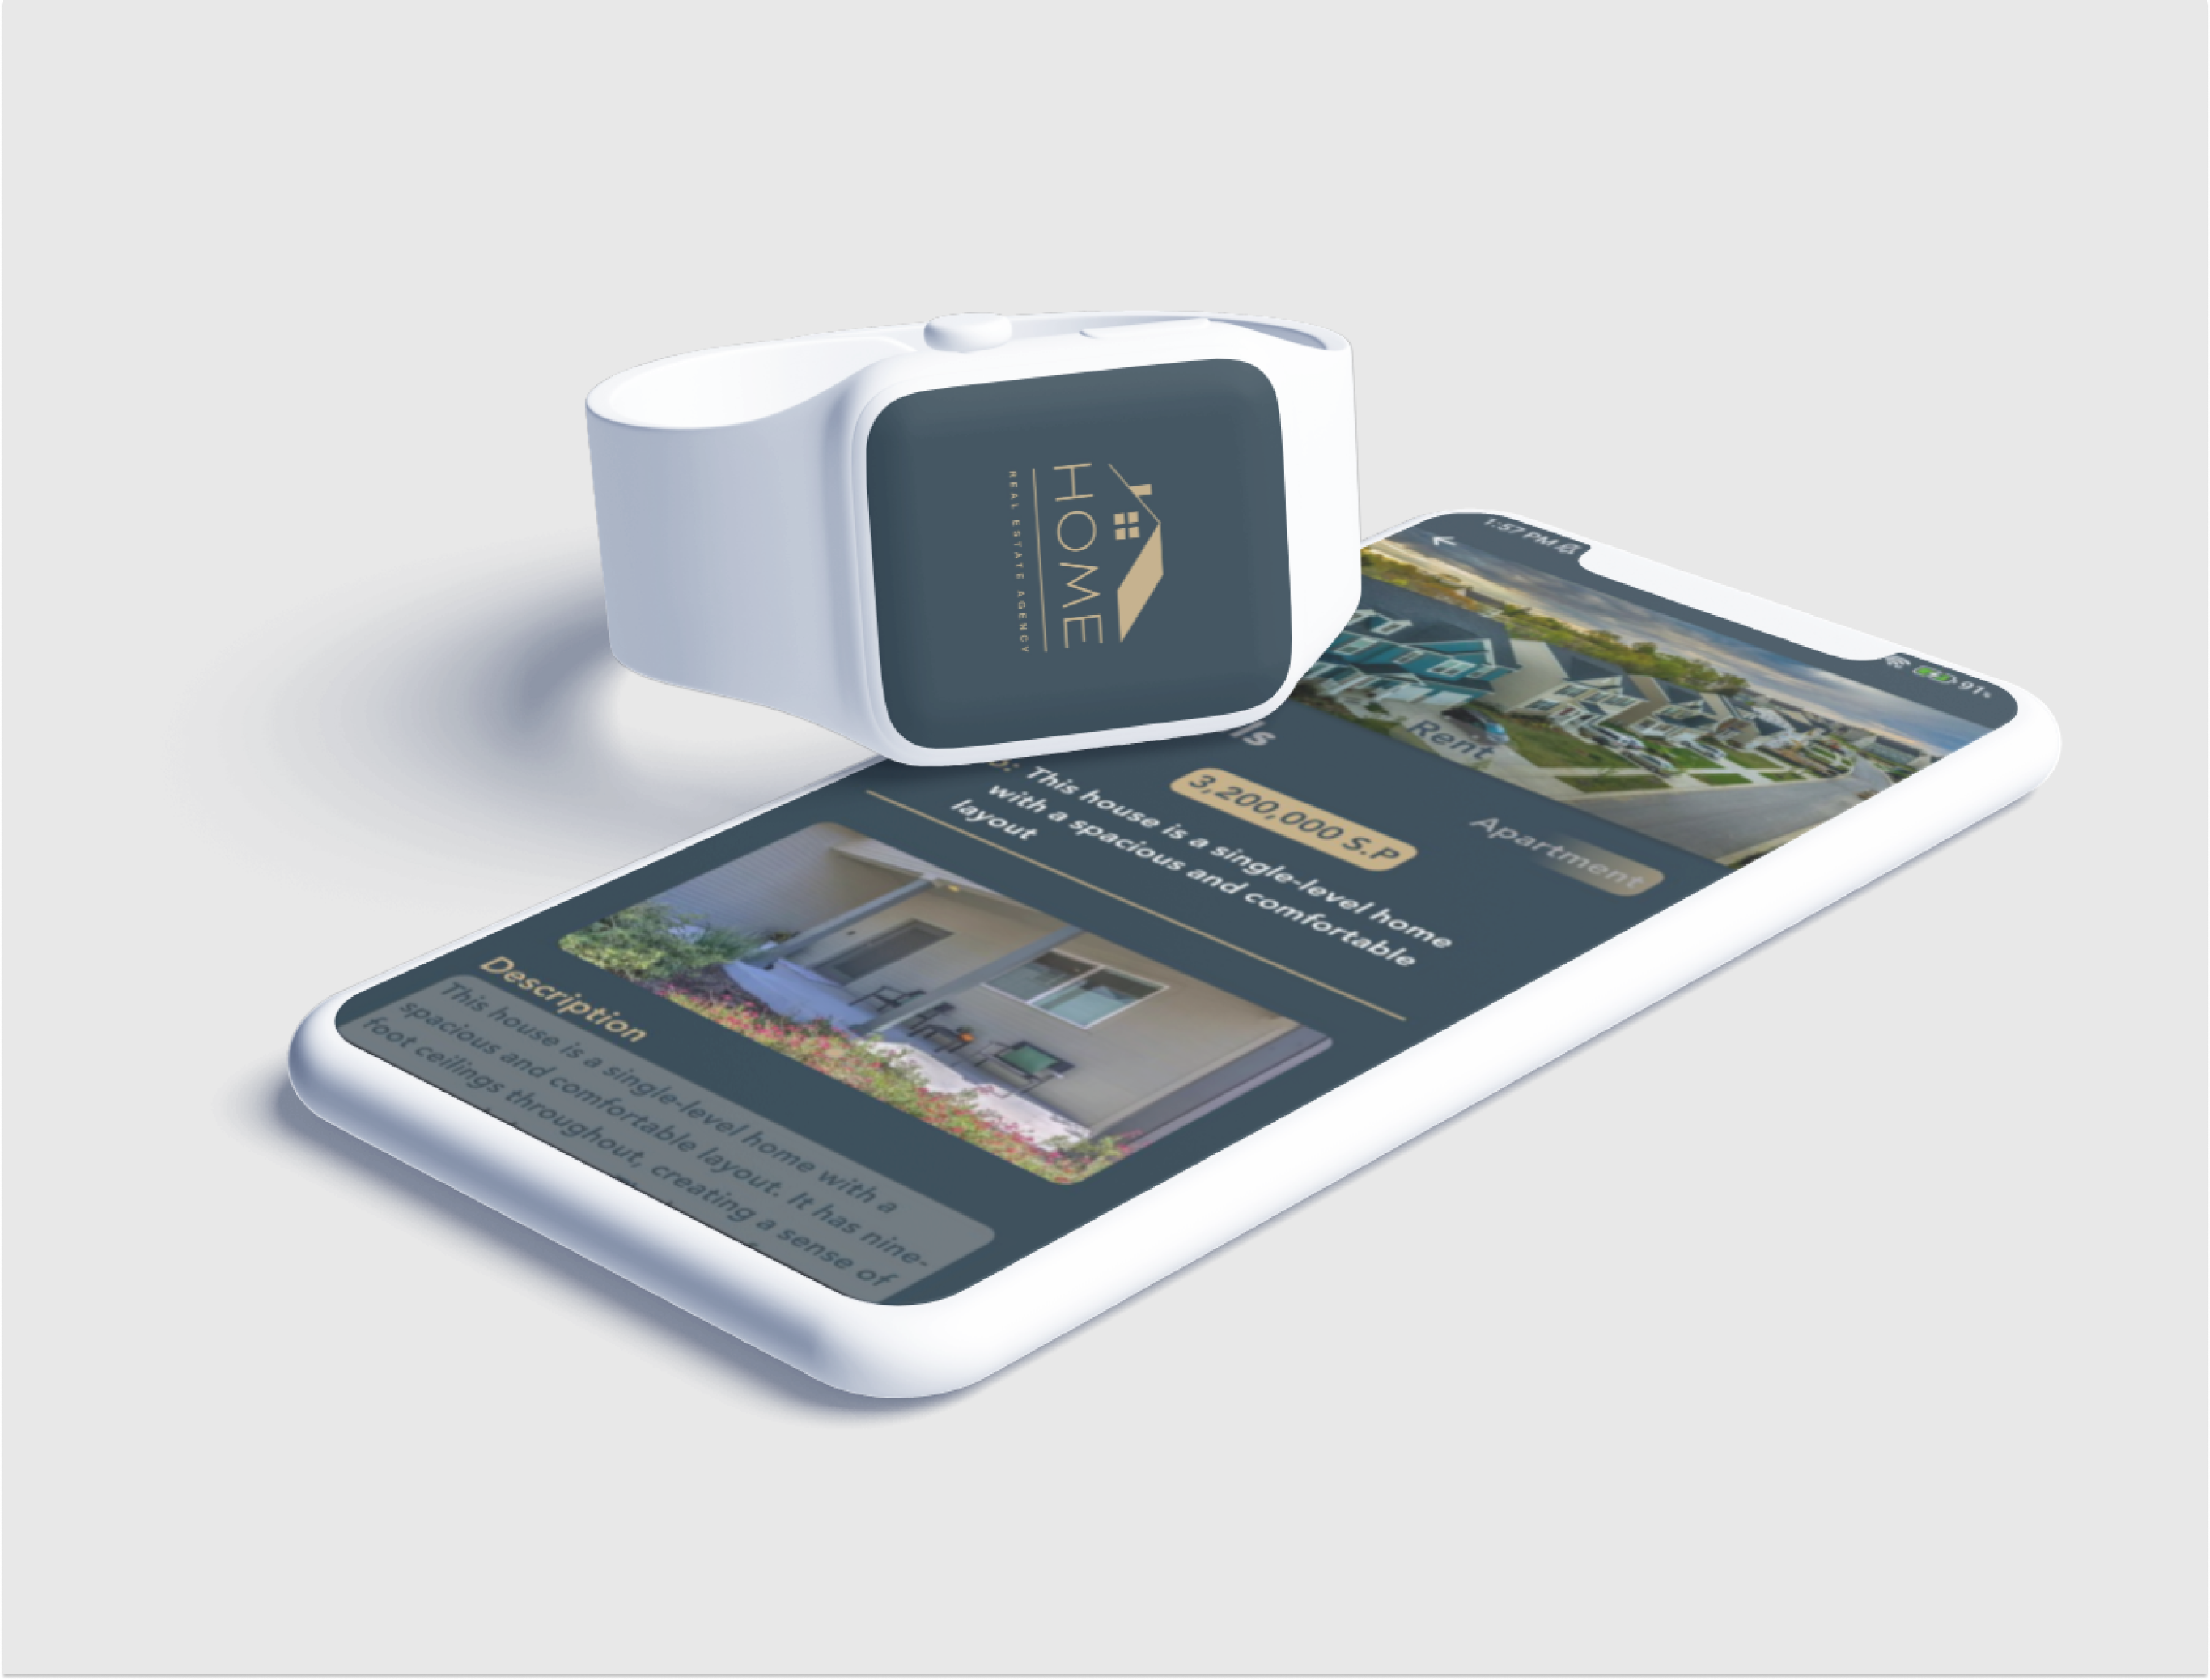 HOME
REAL ESTATE AGENCY
1:57 PM
91%
Rent
Apartment
3,200,000 S.P
This house is a single-level home
with a spacious and comfortable
layout
Description
This house is a single-level home with a
spacious and comfortable layout. It has nine-
foot ceilings throughout, creating a sense of